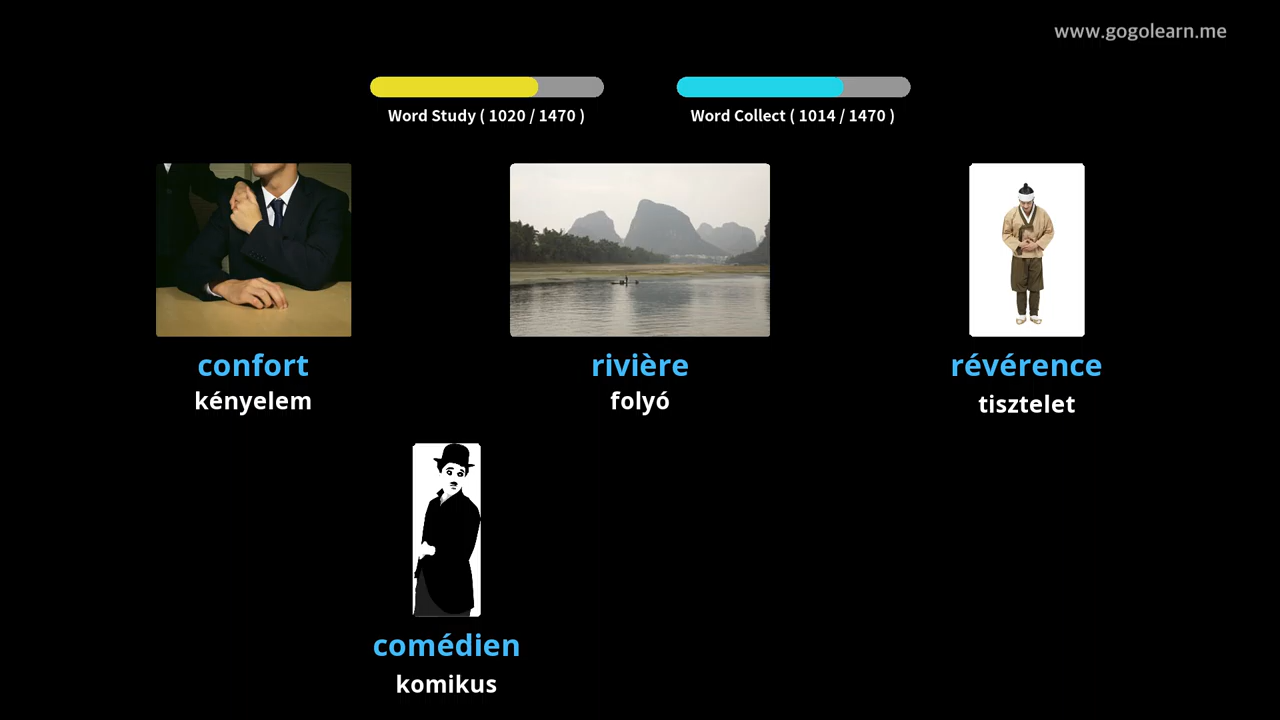 www.gogolearn.me
Word Study ( 1020 / 1470 )
Word Collect ( 1014 / 1470 )
confort
kényelem
rivière
folyó
révérence
tisztelet
comédien
komikus